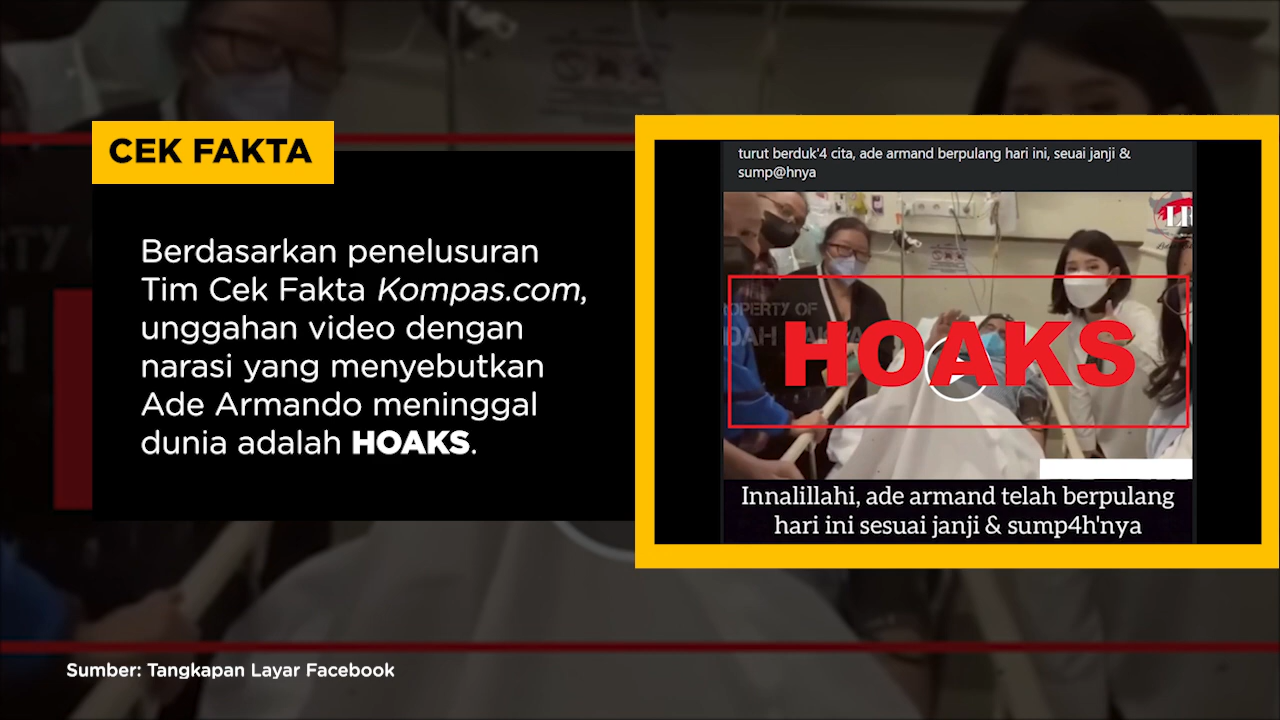 CEK FAKTA
Berdasarkan penelusuran
Tim Cek Fakta Kompas.com,
unggahan video dengan
narasi yang menyebutkan
Ade Armando meninggal
dunia adalah HOAKS.
turut berduk'4 cita, ade armand berpulang hari ini, seuai janji &
sump@hnya
PROPERTY OF
HOAKS
Innalillahi, ade armand telah berpulang
hari ini sesuai janji & sump4h'nya
Sumber: Tangkapan Layar Facebook